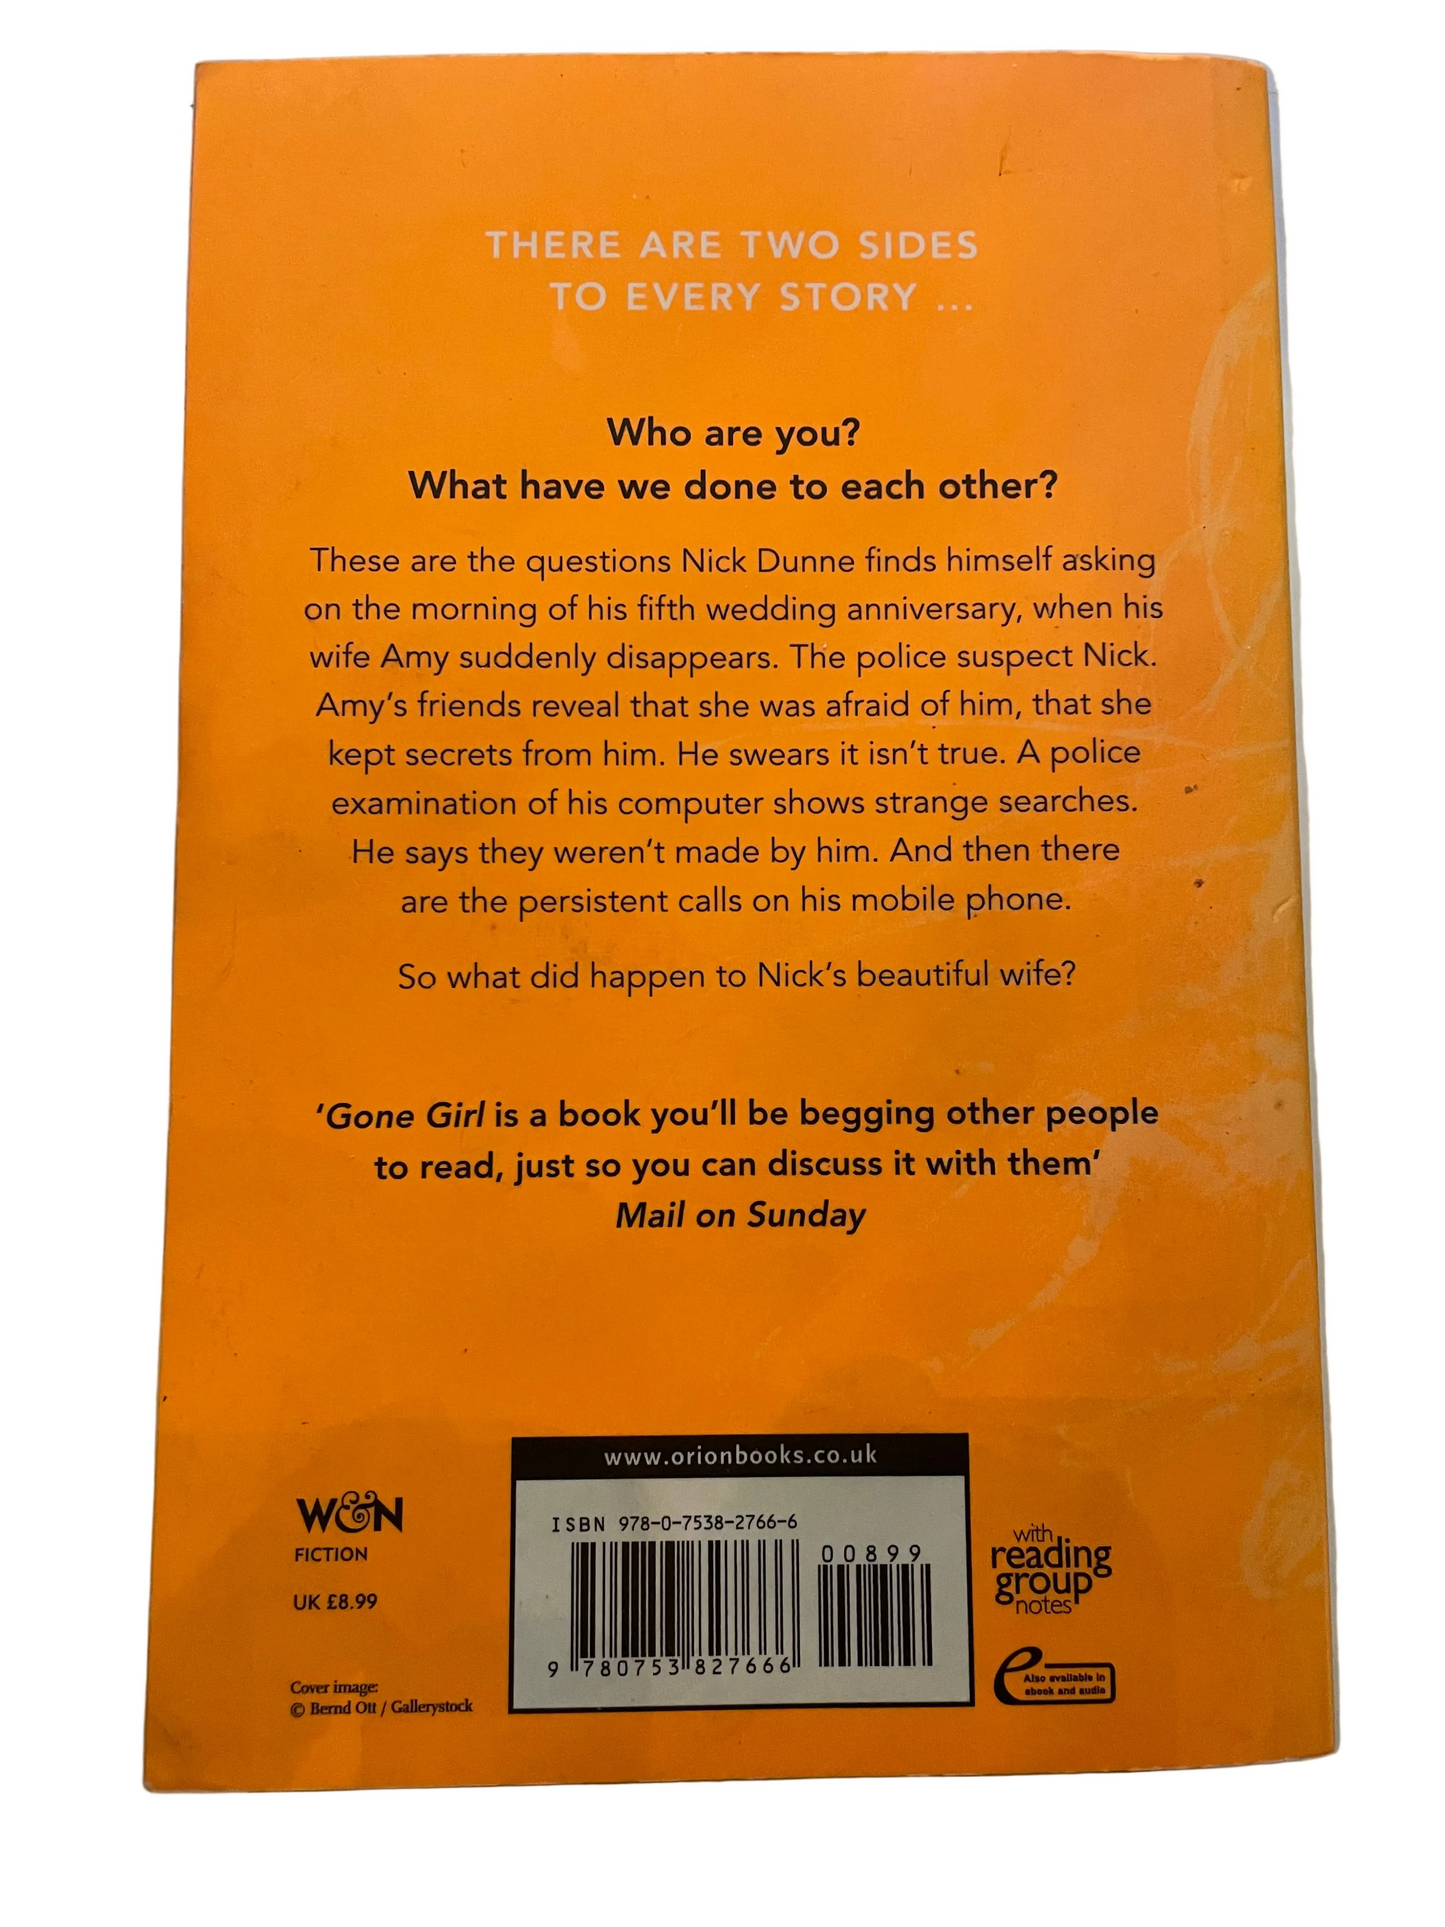 THERE ARE TWO SIDES
TO EVERY STORY ...
Who are you?
What have we done to each other?
These are the questions Nick Dunne finds himself asking
on the morning of his fifth wedding anniversary, when his
wife Amy suddenly disappears. The police suspect Nick.
Amy’s friends reveal that she was afraid of him, that she
kept secrets from him. He swears it isn’t true. A police
examination of his computer shows strange searches.
He says they weren’t made by him. And then there
are the persistent calls on his mobile phone.
So what did happen to Nick’s beautiful wife?
‘Gone Girl is a book you’ll be begging other people
to read, just so you can discuss it with them’
Mail on Sunday
W&N
FICTION
UK £8.99
Cover image:
© Bernd Ott / Gallerystock
www.orionbooks.co.uk
ISBN 978-0-7538-2766-6
00899
9 780753 827666
with
reading
group
notes
e
Also available in
ebook and audio